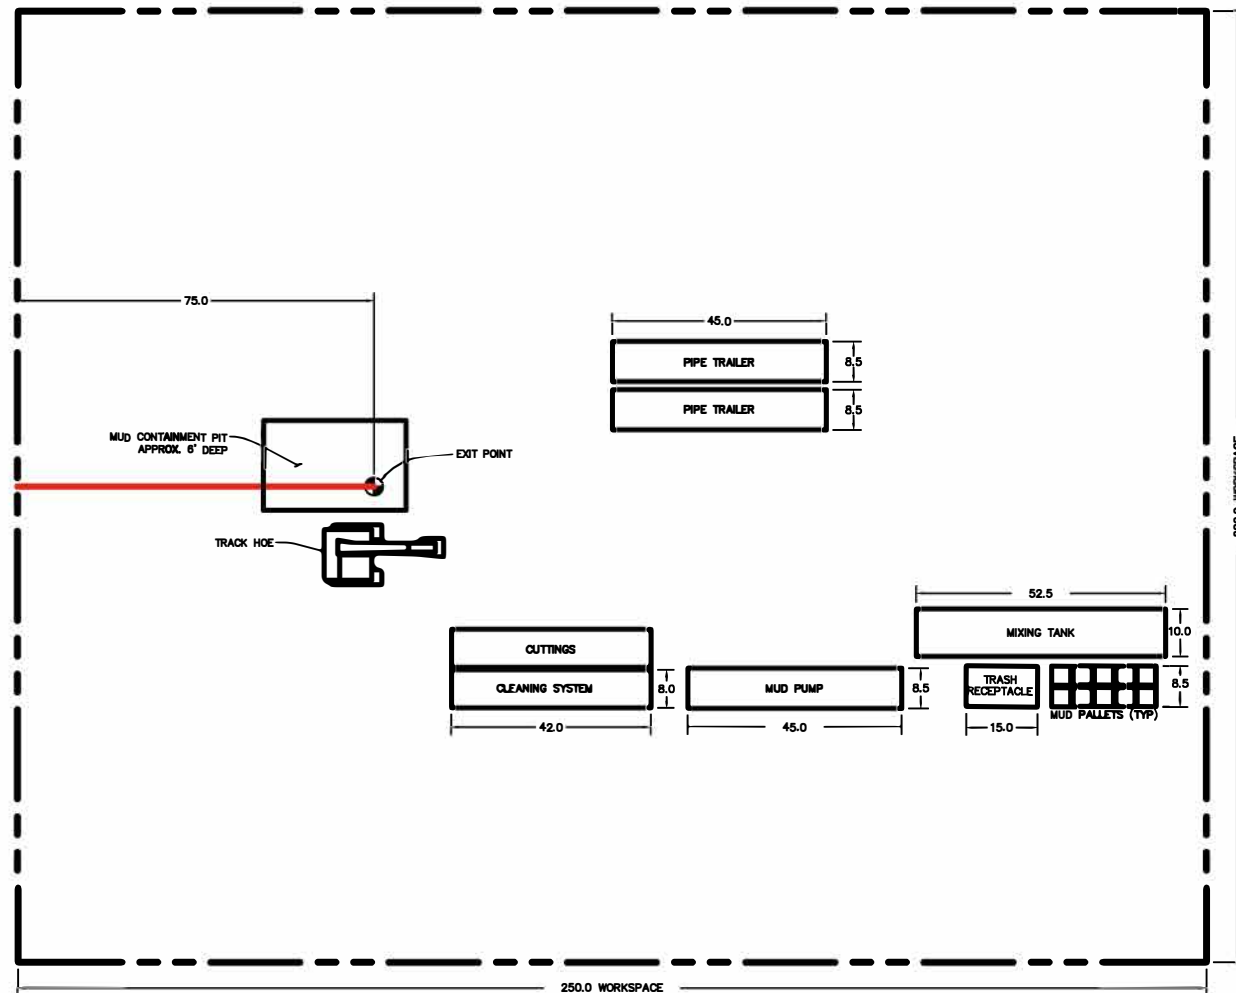 75.0
45.0
PIPE TRAILER
8.5
PIPE TRAILER
8.5
MUD CONTAINMENT PIT
APPROX. 6' DEEP
EXIT POINT
TRACK HOE
52.5
MIXING TANK
10.0
CUTTINGS
CLEANING SYSTEM
8.0
MUD PUMP
8.5
TRASH
RECEPTACLE
8.5
MUD PALLETS (TYP)
42.0
45.0
15.0
250.0 WORKSPACE